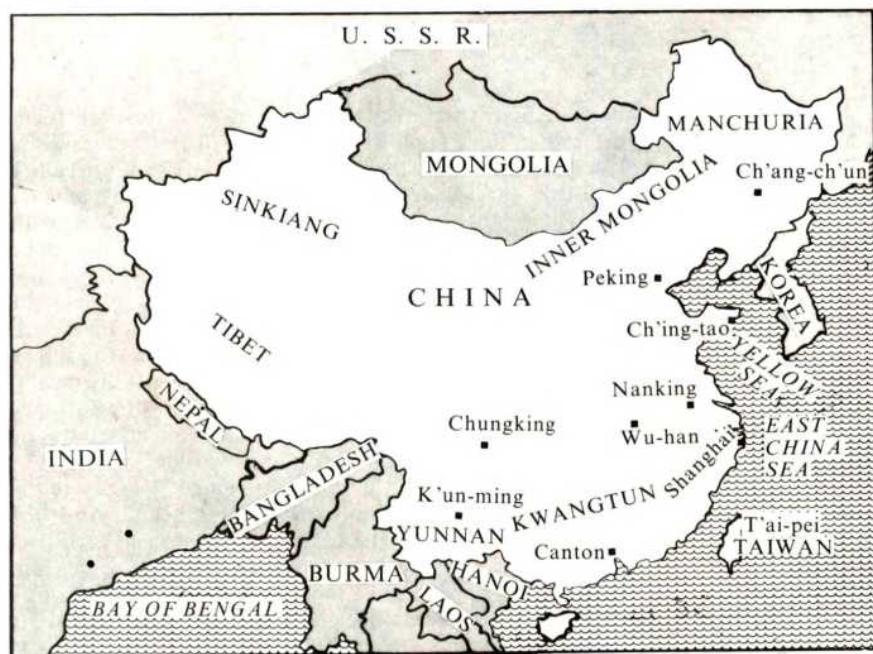 U. S. S. R.
MANCHURIA
MONGOLIA
Ch'ang-ch'un
SINKIANG
INNER MONGOLIA
Peking
KOREA
CHINA
TIBET
Ch'ing-tao
YELLOW
SEA
NEPAL
Nanking
Chungking
Wu-han
Shanghai
EAST
CHINA
SEA
INDIA
BANGLADESH
K'un-ming
KWANGTUN
YUNNAN
T'ai-pei
TAIWAN
Canton
BURMA
HANOI
LAOS
BAY OF BENGAL